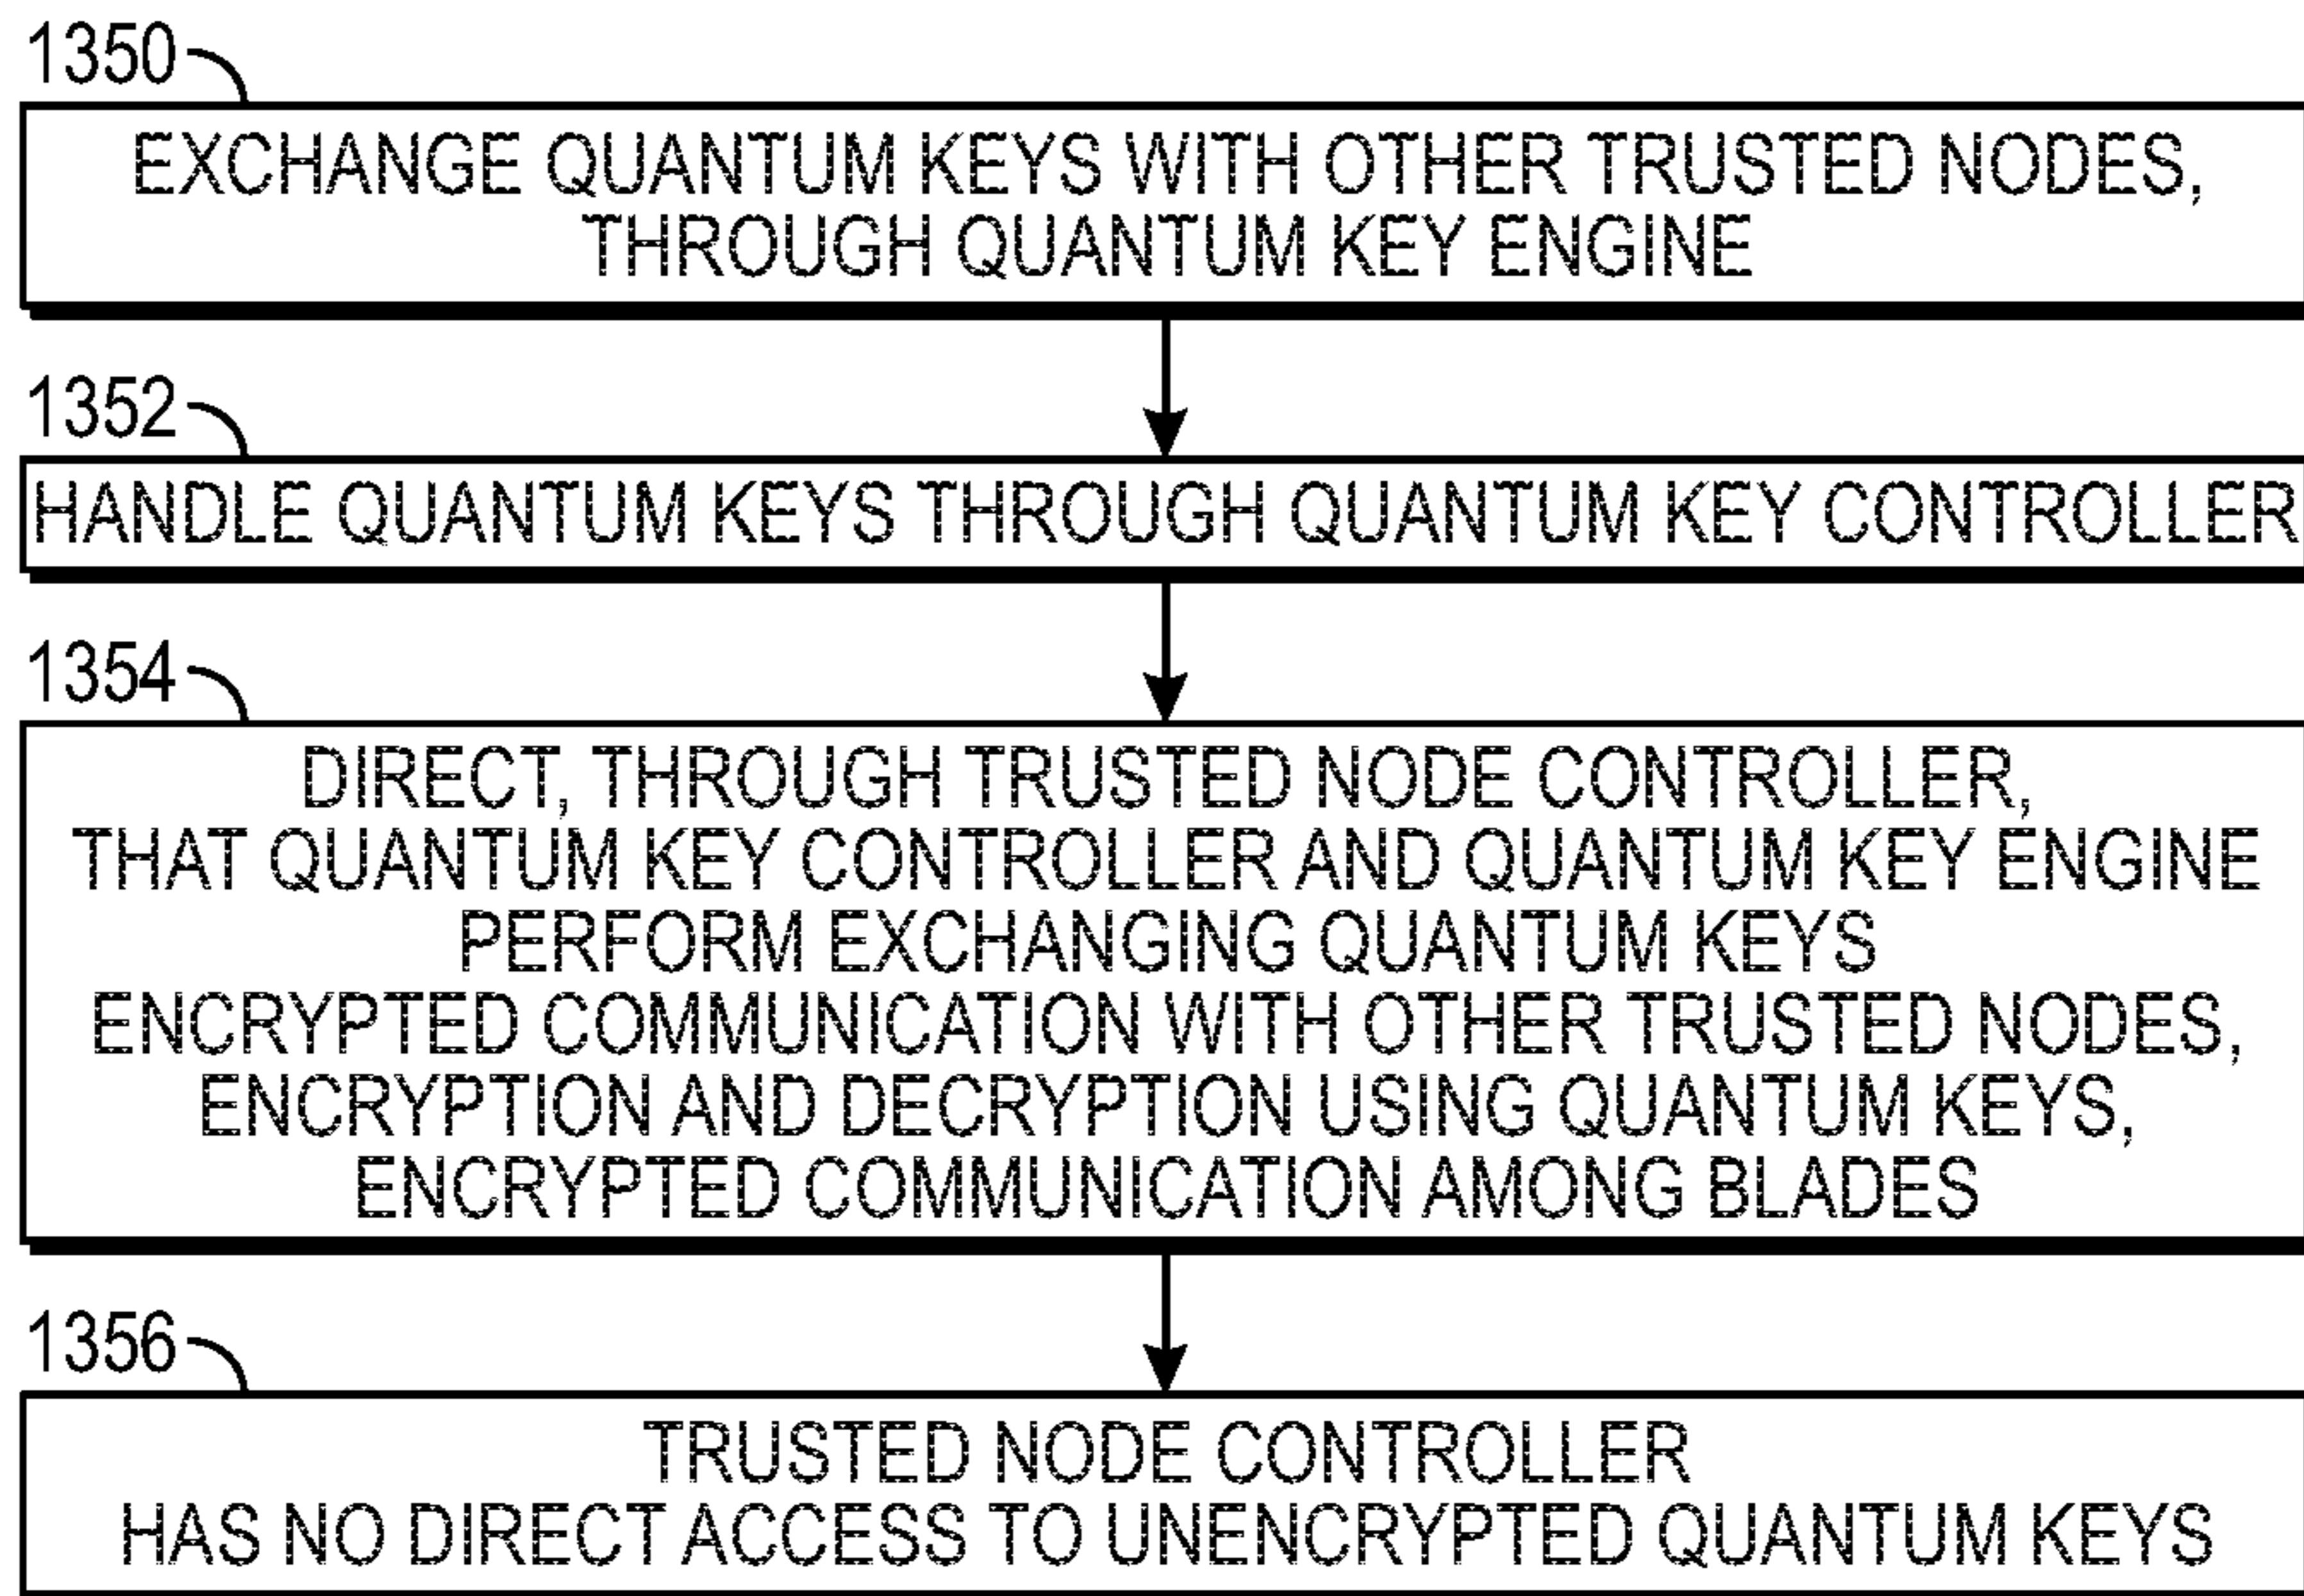 1350
EXCHANGE QUANTUM KEYS WITH OTHER TRUSTED NODES,
THROUGH QUANTUM KEY ENGINE
1352
HANDLE QUANTUM KEYS THROUGH QUANTUM KEY CONTROLLER
1354
DIRECT, THROUGH TRUSTED NODE CONTROLLER,
THAT QUANTUM KEY CONTROLLER AND QUANTUM KEY ENGINE
PERFORM EXCHANGING QUANTUM KEYS
ENCRYPTED COMMUNICATION WITH OTHER TRUSTED NODES,
ENCRYPTION AND DECRYPTION USING QUANTUM KEYS,
ENCRYPTED COMMUNICATION AMONG BLADES
1356
TRUSTED NODE CONTROLLER
HAS NO DIRECT ACCESS TO UNENCRYPTED QUANTUM KEYS